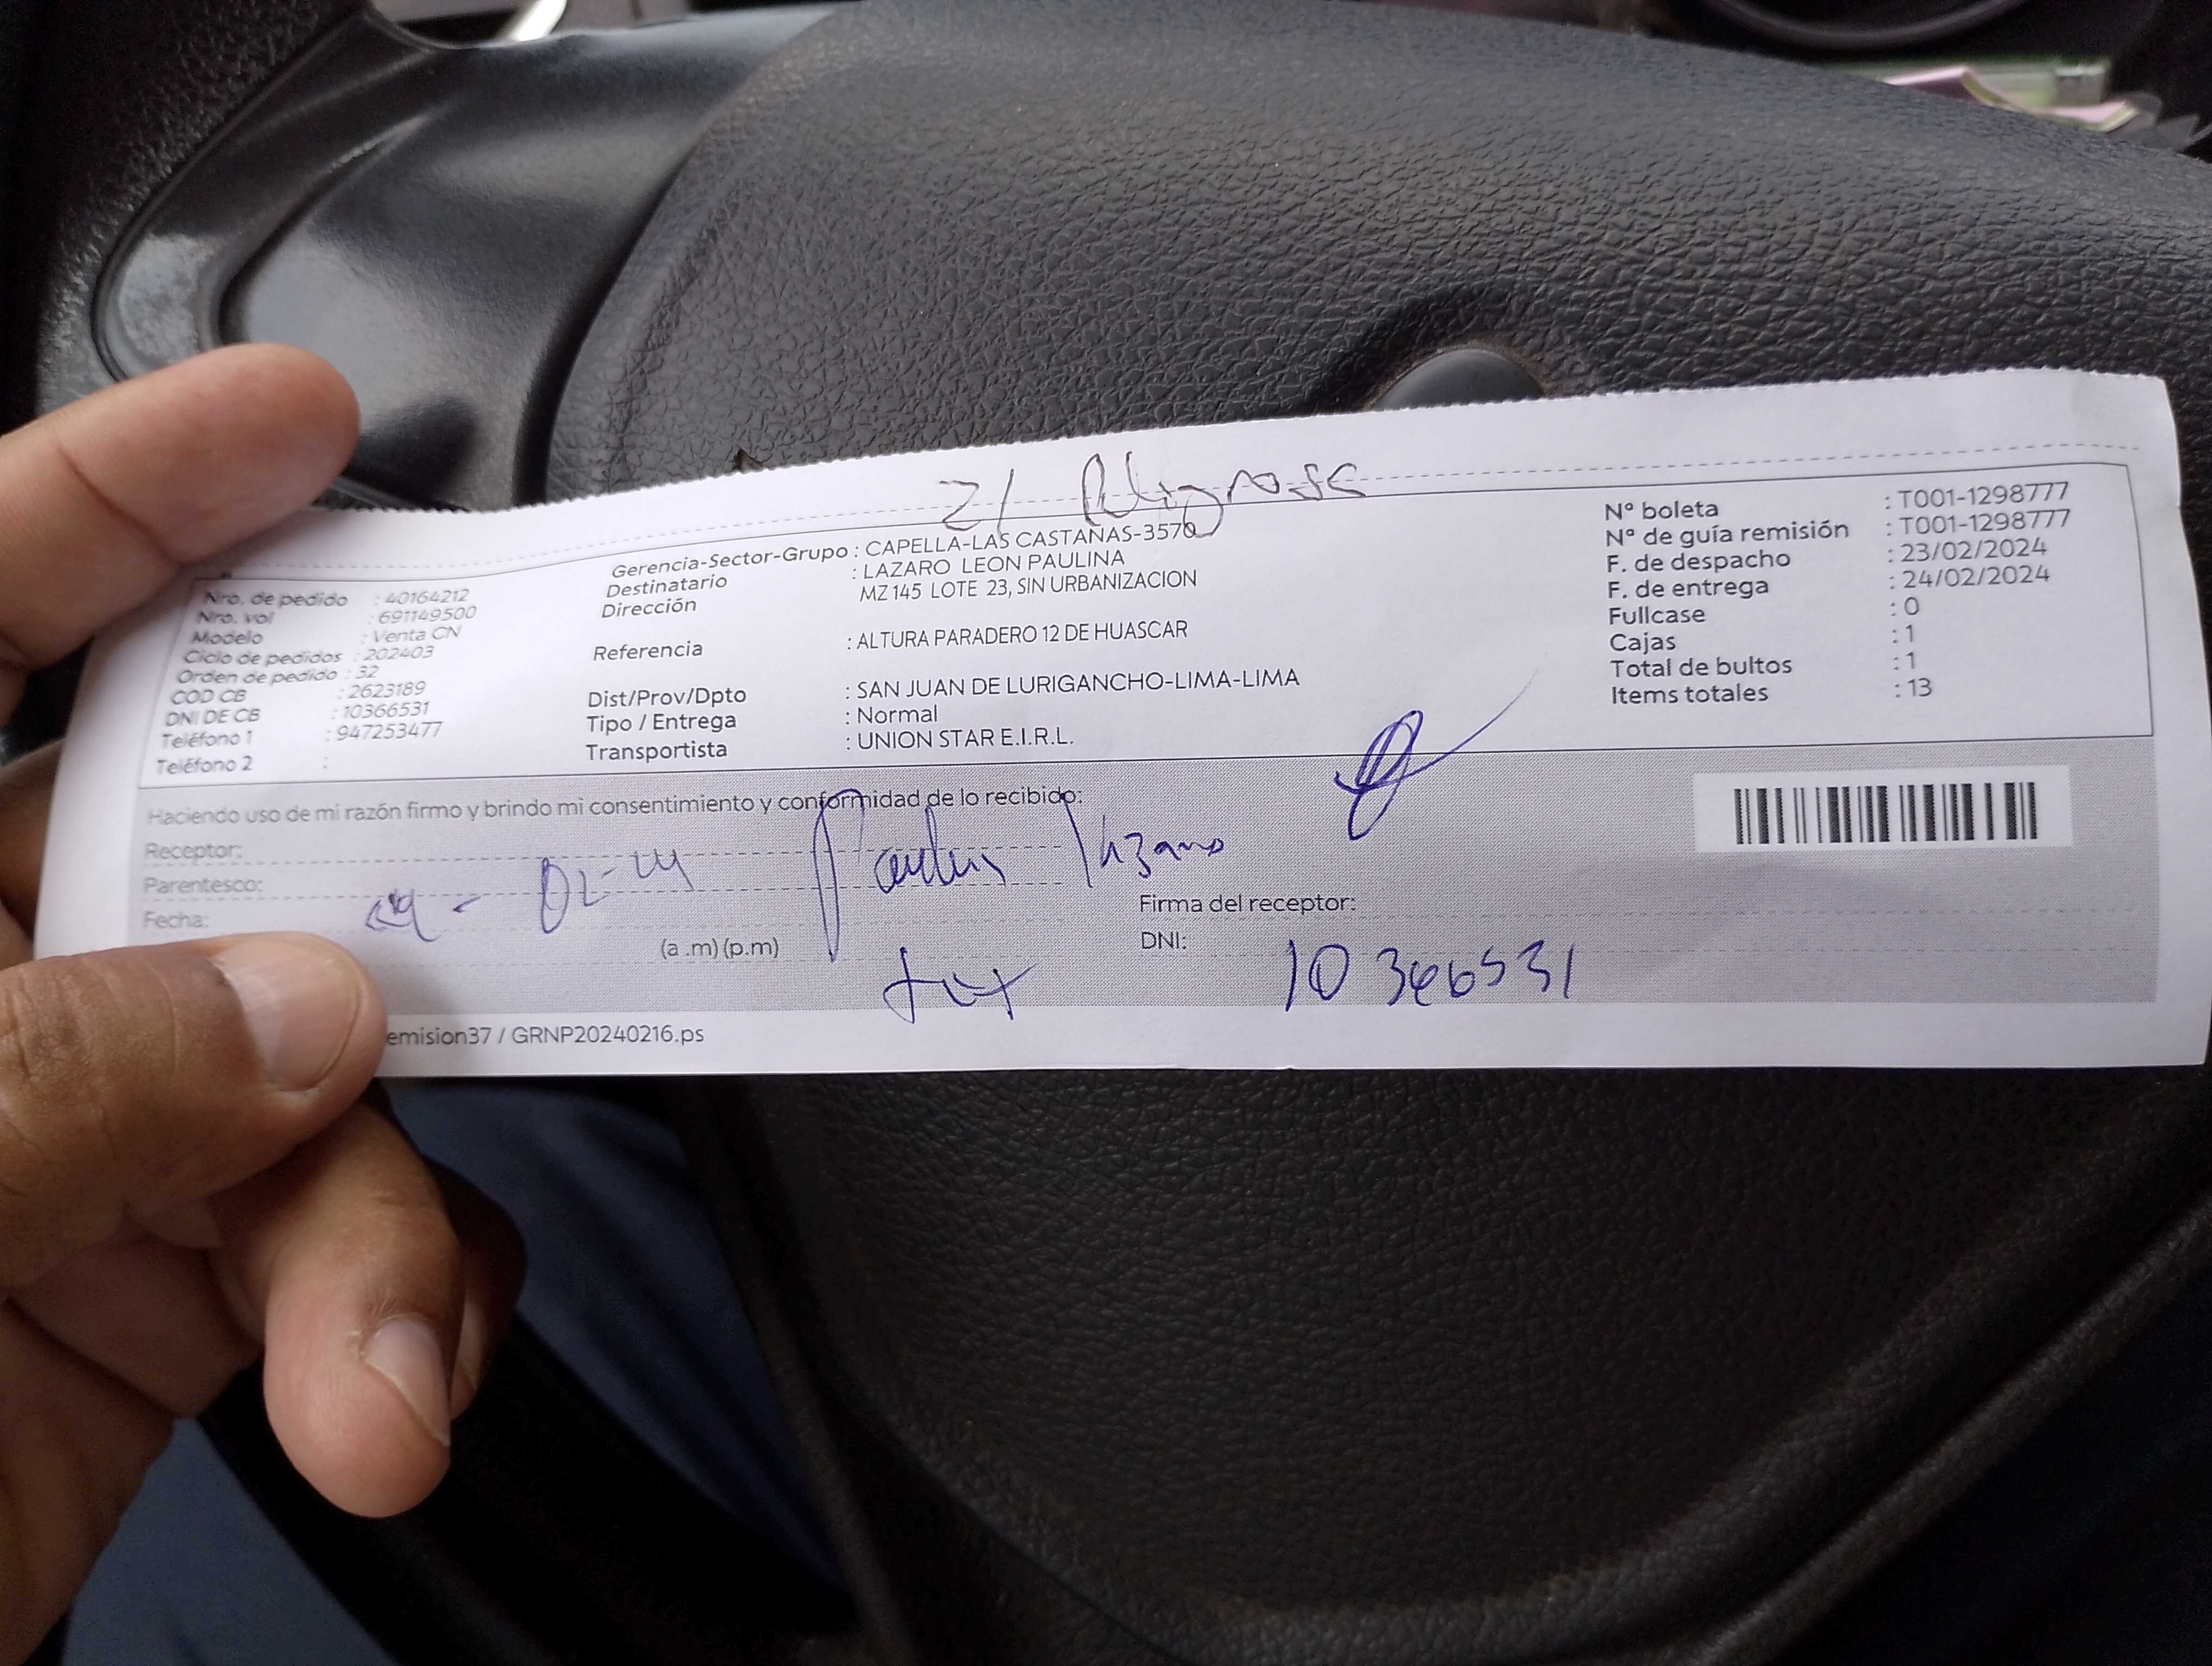 21 Peligrosa
Nro. de pedido : 40164212
Nro. vol : 691149500
Modelo : Venta CN
Ciclo de pedidos : 202403
Orden de pedido : 32
COD CB : 2623189
DNI DE CB : 10366531
Teléfono 1 : 947253477
Teléfono 2 :
Gerencia-Sector-Grupo : CAPELLA-LAS CASTAÑAS-3576
Destinatario : LAZARO LEON PAULINA
Dirección MZ 145 LOTE 23, SIN URBANIZACION
Referencia : ALTURA PARADERO 12 DE HUASCAR
Dist/Prov/Dpto : SAN JUAN DE LURIGANCHO-LIMA-LIMA
Tipo / Entrega : Normal
Transportista : UNION STAR E.I.R.L.
Nº boleta : T001-1298777
Nº de guía remisión : T001-1298777
F. de despacho : 23/02/2024
F. de entrega : 24/02/2024
Fullcase : 0
Cajas : 1
Total de bultos : 1
Items totales : 13
Haciendo uso de mi razón firmo y brindo mi consentimiento y conformidad de lo recibido:
Receptor:
Parentesco:
Fecha:
(a .m) (p.m)
Firma del receptor:
DNI: 10366531
emision37 / GRNP20240216.ps